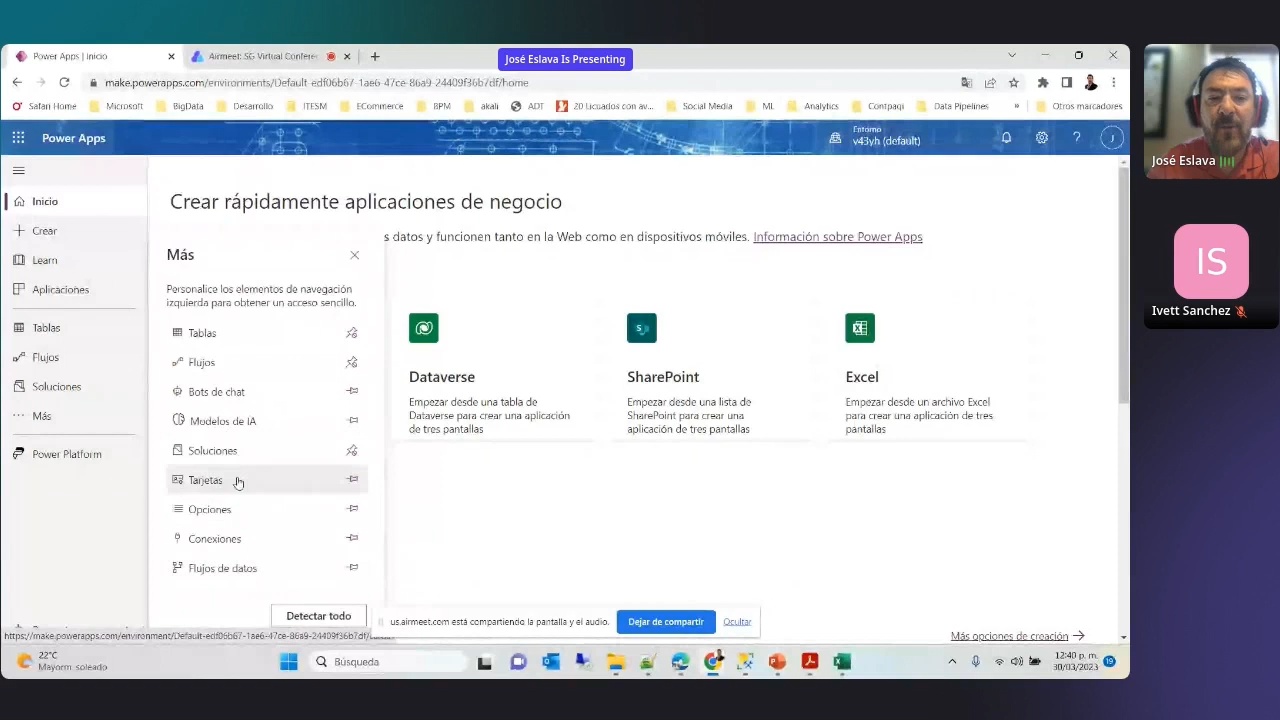 Power Apps | Inicio
Airmeet: SG Virtual Confere
José Eslava Is Presenting
make.powerapps.com/environments/Default-edf06b67-1ae6-47ce-86a9-24409f36b7df/home
Safari Home
Microsoft
BigData
Desarrollo
ITESM
ECommerce
BPM
akali
ADT
20 Licuados con av...
Social Media
ML
Analytics
Contpaqi
Data Pipelines
»
Otros marcadores
Power Apps
Entorno
v43yh (default)
?
J
Inicio
Crear
Learn
Aplicaciones
Tablas
Flujos
Soluciones
Más
Power Platform
Crear rápidamente aplicaciones de negocio
s datos y funcionen tanto en la Web como en dispositivos móviles. Información sobre Power Apps
Más
Personalice los elementos de navegación
izquierda para obtener un acceso sencillo.
Tablas
Flujos
Bots de chat
Modelos de IA
Soluciones
Tarjetas
Opciones
Conexiones
Flujos de datos
Detectar todo
Dataverse
Empezar desde una tabla de
Dataverse para crear una aplicación
de tres pantallas
SharePoint
Empezar desde una lista de
SharePoint para crear una
aplicación de tres pantallas
Excel
Empezar desde un archivo Excel
para crear una aplicación de tres
pantallas
us.airmeet.com está compartiendo la pantalla y el audio.
Dejar de compartir
Ocultar
Más opciones de creación
22°C
Mayorm. soleado
Búsqueda
12:40 p. m.
30/03/2023
19
José Eslava
IS
Ivett Sanchez